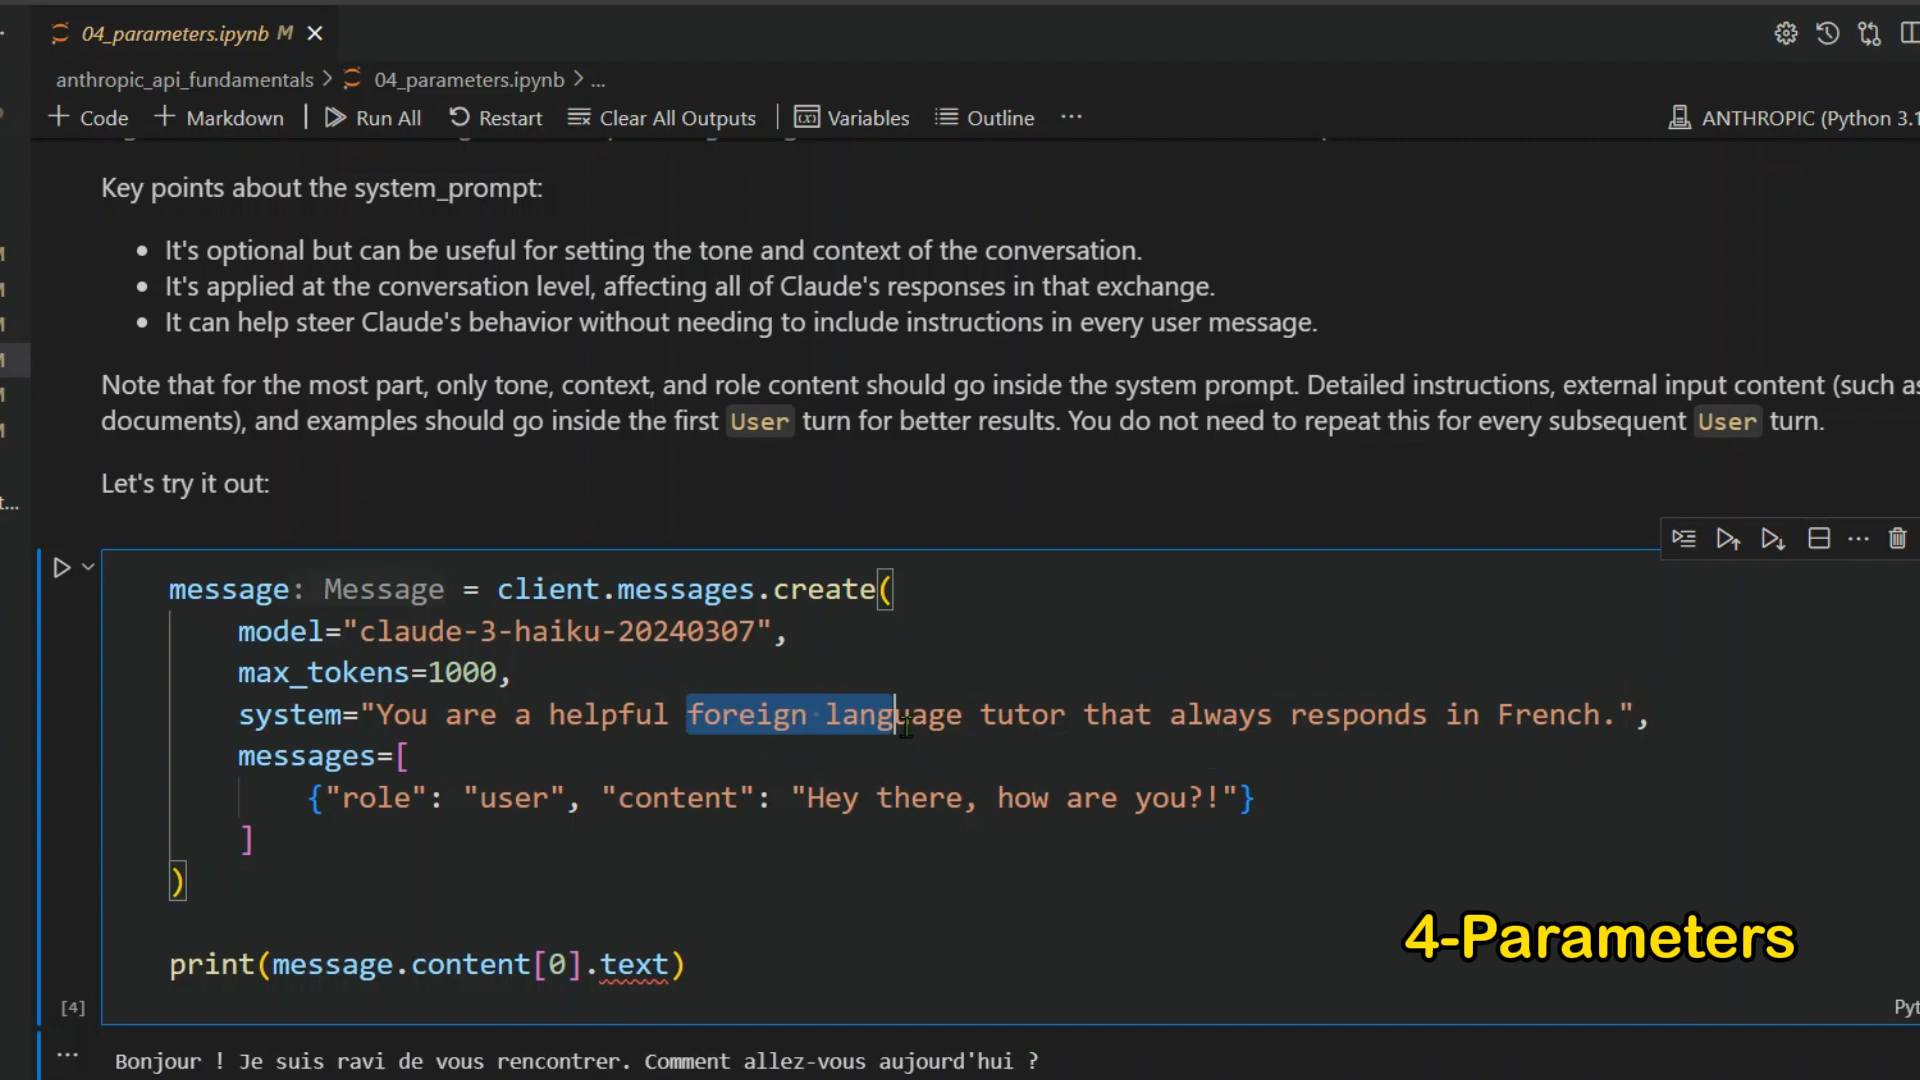 04_parameters.ipynb M
anthropic_api_fundamentals > 04_parameters.ipynb > ...
+ Code + Markdown | Run All Restart Clear All Outputs | Variables Outline ... ANTHROPIC (Python 3.1
Key points about the system_prompt:
• It's optional but can be useful for setting the tone and context of the conversation.
• It's applied at the conversation level, affecting all of Claude's responses in that exchange.
• It can help steer Claude's behavior without needing to include instructions in every user message.
Note that for the most part, only tone, context, and role content should go inside the system prompt. Detailed instructions, external input content (such as
documents), and examples should go inside the first User turn for better results. You do not need to repeat this for every subsequent User turn.
Let's try it out:
message: Message = client.messages.create(
model="claude-3-haiku-20240307",
max_tokens=1000,
system="You are a helpful foreign language tutor that always responds in French.",
messages=[
{"role": "user", "content": "Hey there, how are you?!"}
]
)
4-Parameters
print(message.content[0].text)
[4]
Bonjour ! Je suis ravi de vous rencontrer. Comment allez-vous aujourd'hui ?